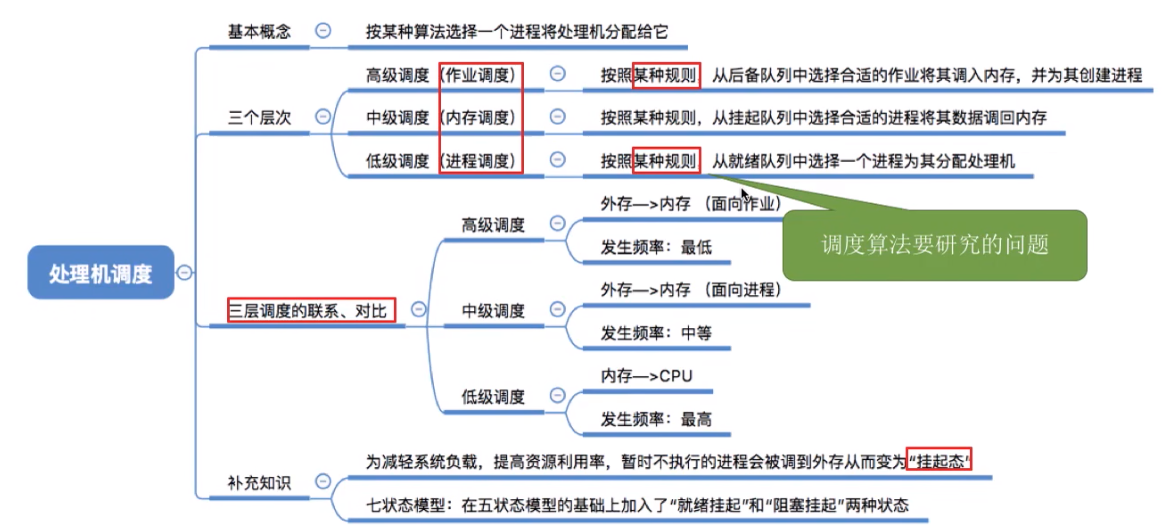 基本概念
按某种算法选择一个进程将处理机分配给它
高级调度（作业调度）
按照某种规则，从后备队列中选择合适的作业将其调入内存，并为其创建进程
三个层次
中级调度（内存调度）
按照某种规则，从挂起队列中选择合适的进程将其数据调回内存
低级调度（进程调度）
按照某种规则，从就绪队列中选择一个进程为其分配处理机
处理机调度
三层调度的联系、对比
高级调度
外存—>内存 （面向作业）
发生频率：最低
调度算法要研究的问题
中级调度
外存—>内存 （面向进程）
发生频率：中等
低级调度
内存—>CPU
发生频率：最高
补充知识
为减轻系统负载，提高资源利用率，暂时不执行的进程会被调到外存从而变为“挂起态”
七状态模型：在五状态模型的基础上加入了“就绪挂起”和“阻塞挂起”两种状态